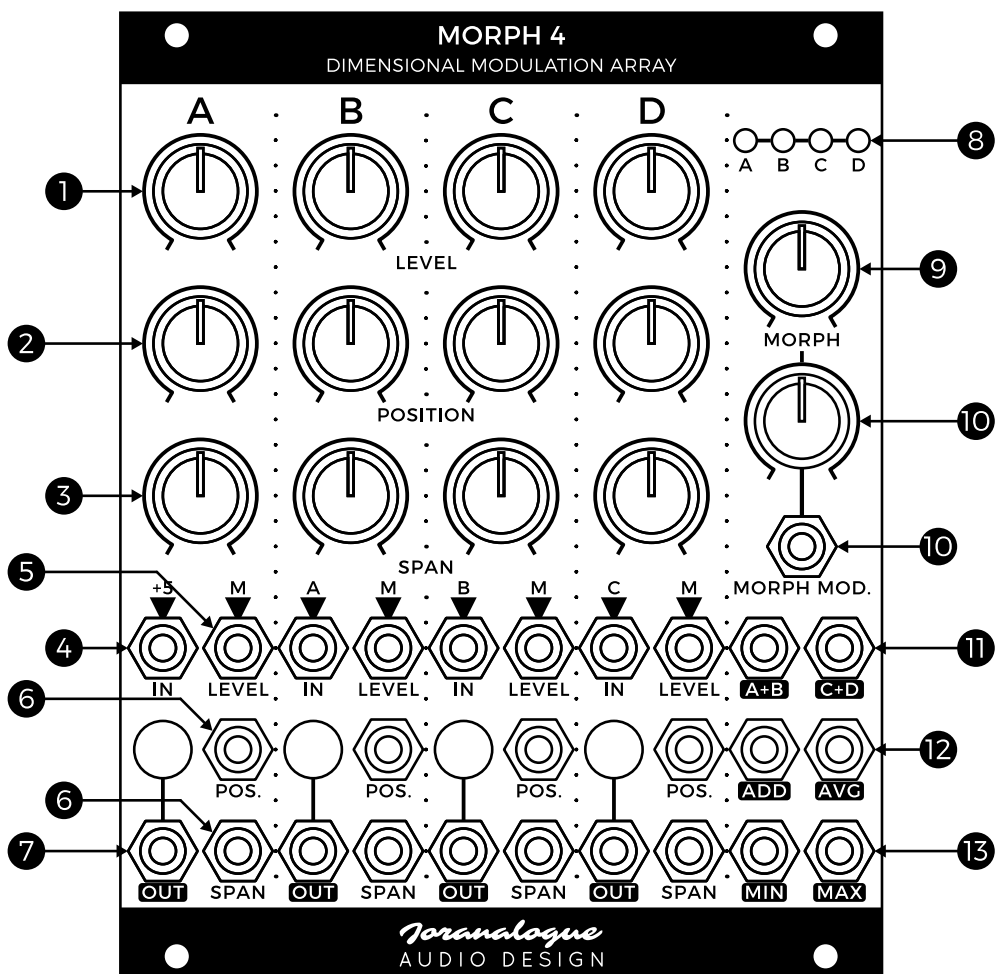 MORPH 4
DIMENSIONAL MODULATION ARRAY
A B C D
8
A B C D
1
LEVEL
9
2
MORPH
POSITION
10
3
10
SPAN
5
+5 M A M B M C M MORPH MOD.
4
11
IN LEVEL IN LEVEL IN LEVEL IN LEVEL A+B C+D
6
12
POS. POS. POS. POS. ADD AVG
6
7
13
OUT SPAN OUT SPAN OUT SPAN OUT SPAN MIN MAX
Joranalogue
AUDIO DESIGN